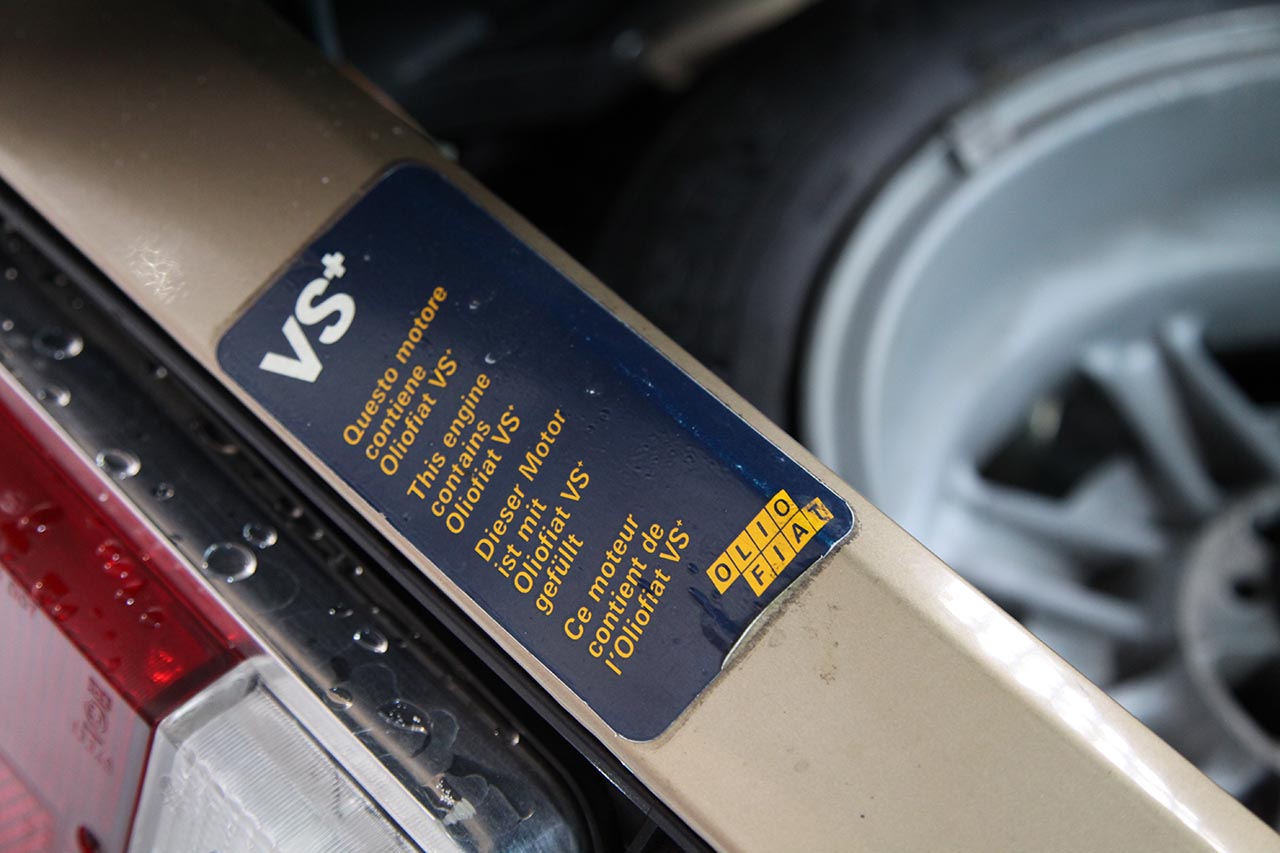 VS+
Questo motore
contiene
Oliofiat VS+
This engine
contains
Oliofiat VS+
Dieser Motor
ist mit
Oliofiat VS+
gefüllt
Ce moteur
contient de
l'Oliofiat VS+
OLIO
FIAT